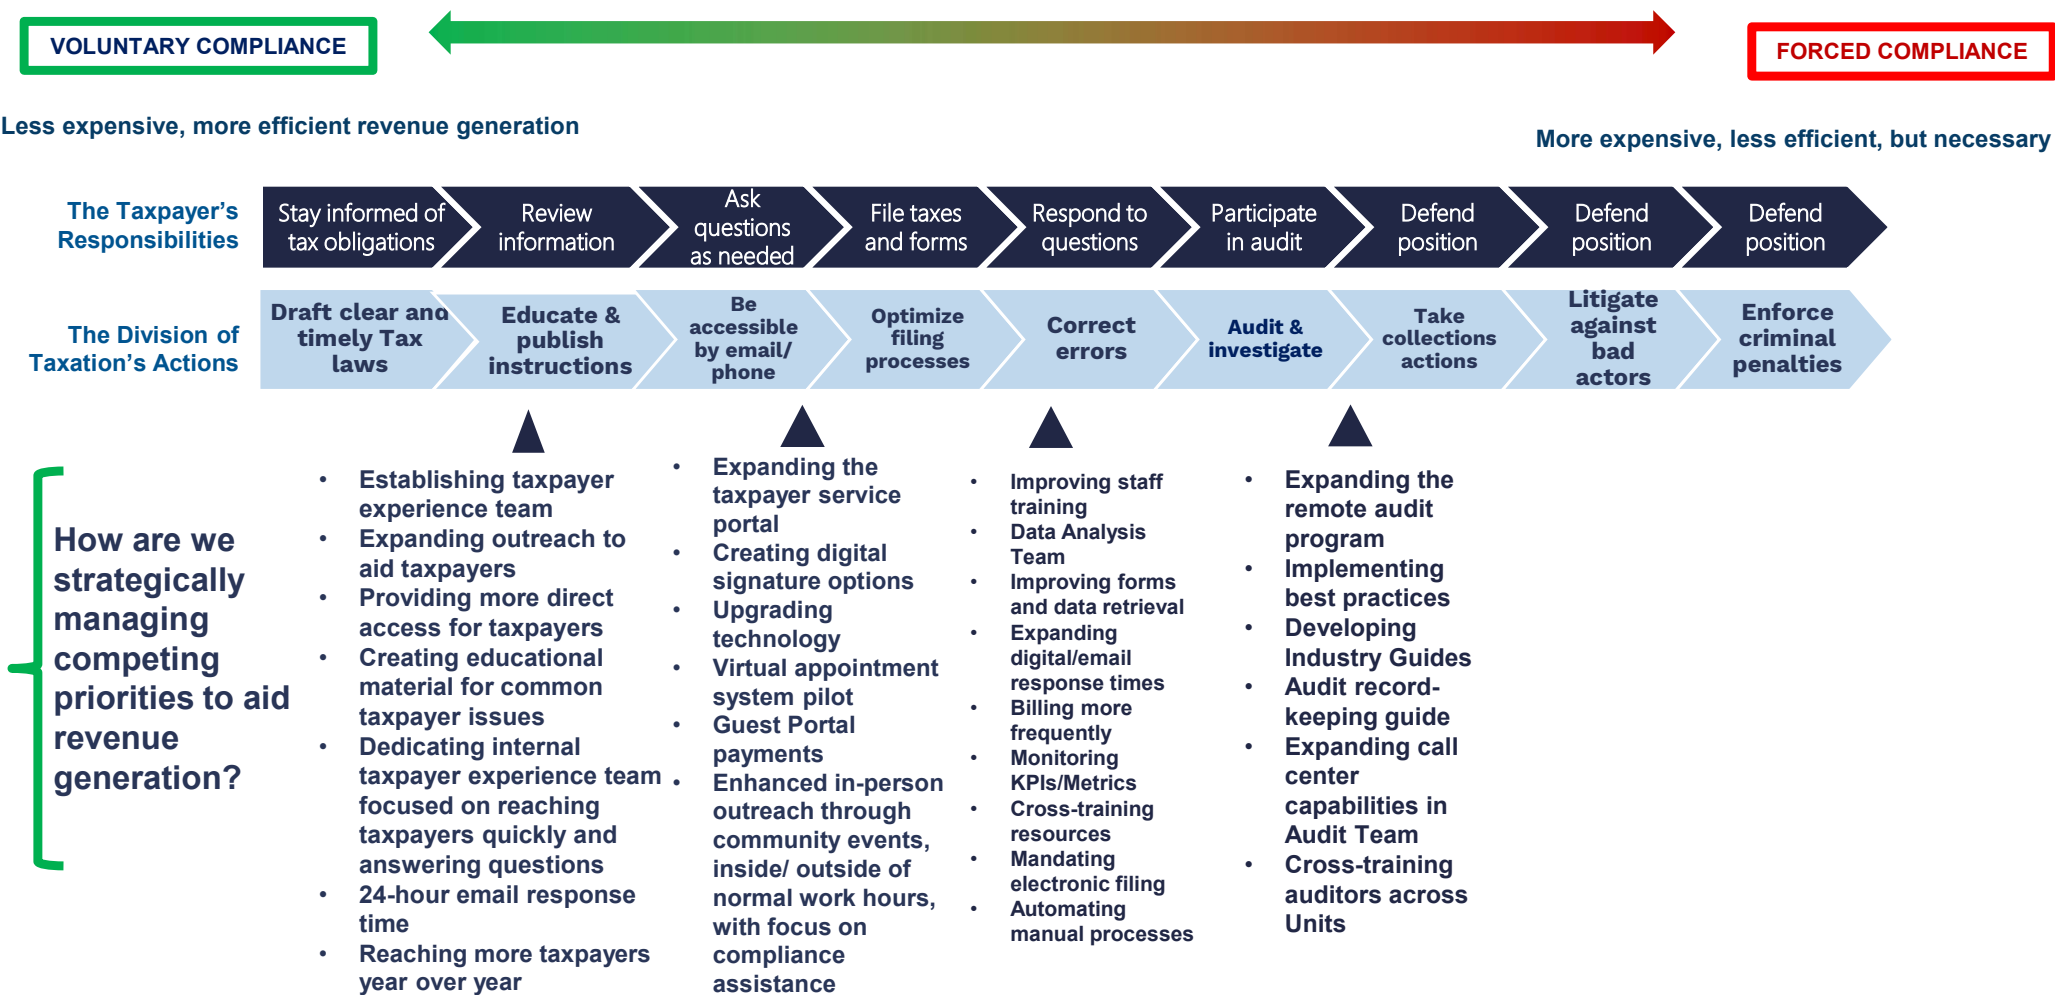 VOLUNTARY COMPLIANCE
FORCED COMPLIANCE
Less expensive, more efficient revenue generation
More expensive, less efficient, but necessary
The Taxpayer's
Responsibilities
Stay informed of
tax obligations
Review
information
Ask
questions
as needed
File taxes
and forms
Respond to
questions
Participate
in audit
Defend
position
Defend
position
Defend
position
The Division of
Taxation's Actions
Draft clear and
timely Tax
laws
Educate &
publish
instructions
Be
accessible
by email/
phone
Optimize
filing
processes
Correct
errors
Audit &
investigate
Take
collections
actions
Litigate
against
bad
actors
Enforce
criminal
penalties
How are we
strategically
managing
competing
priorities to aid
revenue
generation?
• Establishing taxpayer
experience team
• Expanding outreach to
aid taxpayers
• Providing more direct
access for taxpayers
• Creating educational
material for common
taxpayer issues
• Dedicating internal
taxpayer experience team
focused on reaching
taxpayers quickly and
answering questions
• 24-hour email response
time
• Reaching more taxpayers
year over year
• Expanding the
taxpayer service
portal
• Creating digital
signature options
• Upgrading
technology
• Virtual appointment
system pilot
• Guest Portal
payments
• Enhanced in-person
outreach through
community events,
inside/ outside of
normal work hours,
with focus on
compliance
assistance
• Improving staff
training
• Data Analysis
Team
• Improving forms
and data retrieval
• Expanding
digital/email
response times
• Billing more
frequently
• Monitoring
KPIs/Metrics
• Cross-training
resources
• Mandating
electronic filing
• Automating
manual processes
• Expanding the
remote audit
program
• Implementing
best practices
• Developing
Industry Guides
• Audit record-
keeping guide
• Expanding call
center
capabilities in
Audit Team
• Cross-training
auditors across
Units